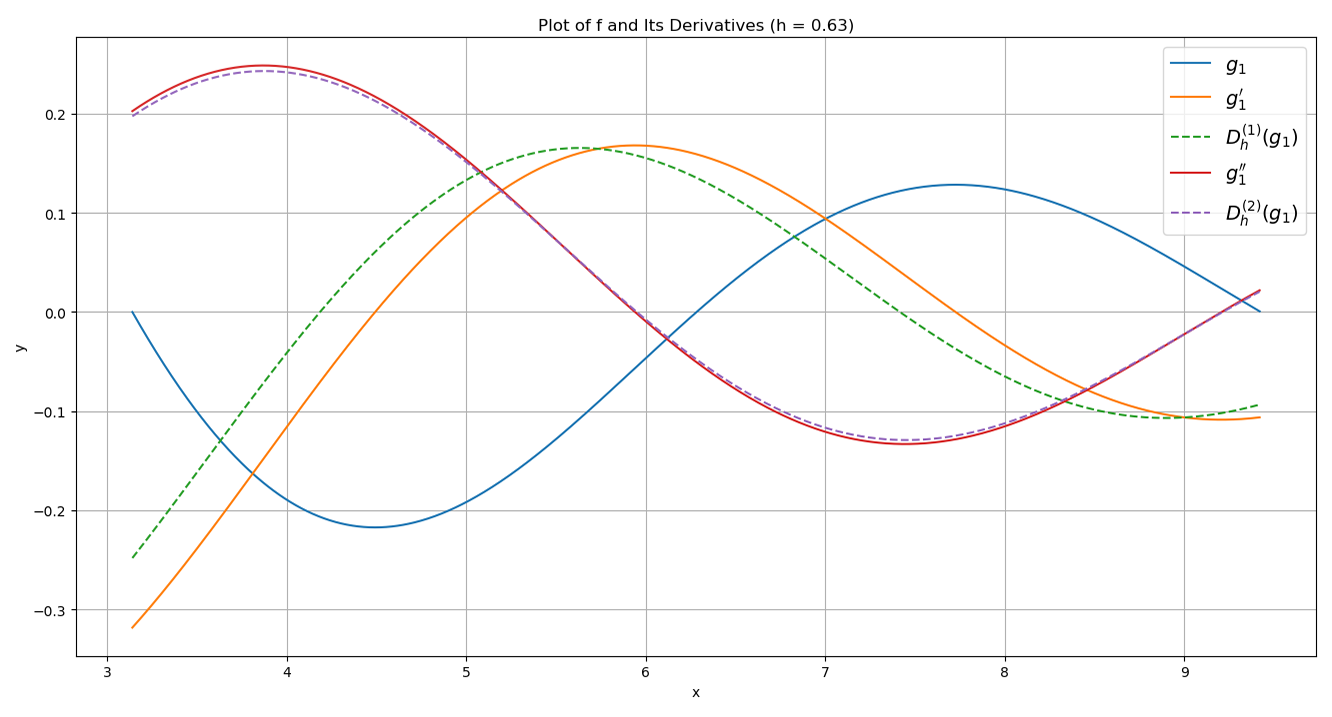 Plot of f and Its Derivatives (h = 0.63)
g₁
g₁′
D_h^(1)(g₁)
g₁″
D_h^(2)(g₁)
0.2
0.1
0.0
−0.1
−0.2
−0.3
y
3 4 5 6 7 8 9
x